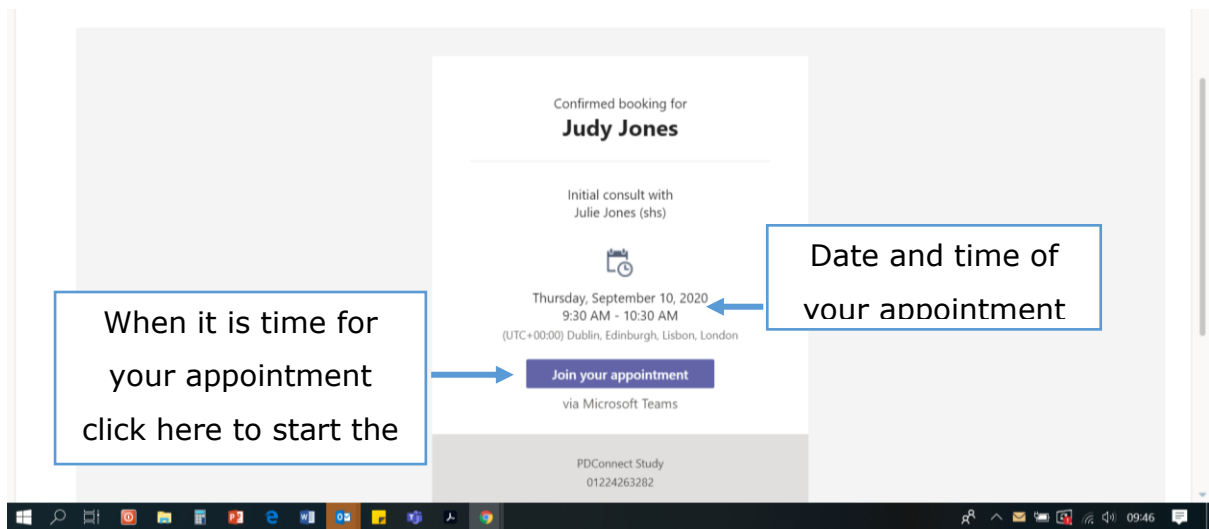 Confirmed booking for
Judy Jones
Initial consult with
Julie Jones (shs)
Thursday, September 10, 2020
9:30 AM - 10:30 AM
(UTC+00:00) Dublin, Edinburgh, Lisbon, London
Join your appointment
via Microsoft Teams
PDConnect Study
01224263282
Date and time of
your appointment
When it is time for
your appointment
click here to start the
09:46